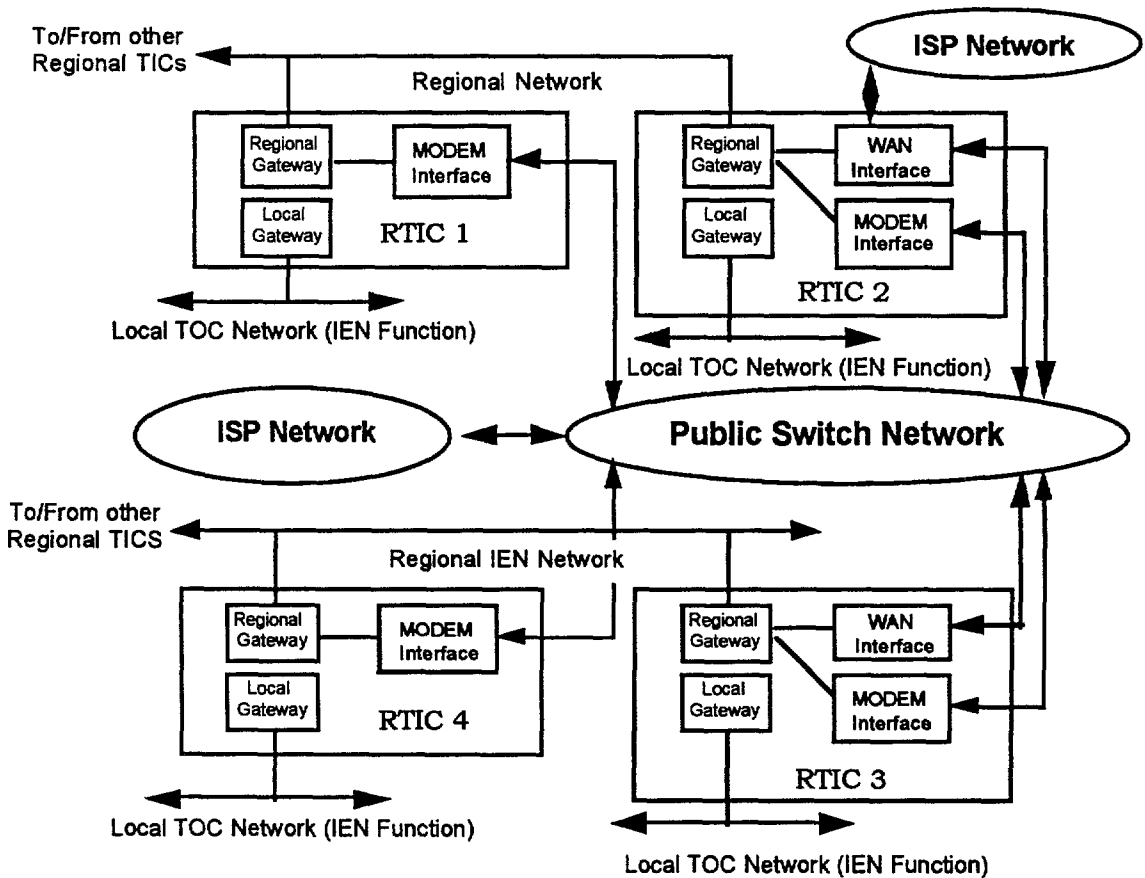 To/From other
Regional TICs
ISP Network
Regional Network
Regional
Gateway
MODEM
Interface
Local
Gateway
RTIC 1
Regional
Gateway
WAN
Interface
Local
Gateway
MODEM
Interface
RTIC 2
Local TOC Network (IEN Function)
Local TOC Network (IEN Function)
ISP Network
Public Switch Network
To/From other
Regional TICS
Regional IEN Network
Regional
Gateway
MODEM
Interface
Local
Gateway
RTIC 4
Regional
Gateway
WAN
Interface
Local
Gateway
MODEM
Interface
RTIC 3
Local TOC Network (IEN Function)
Local TOC Network (IEN Function)